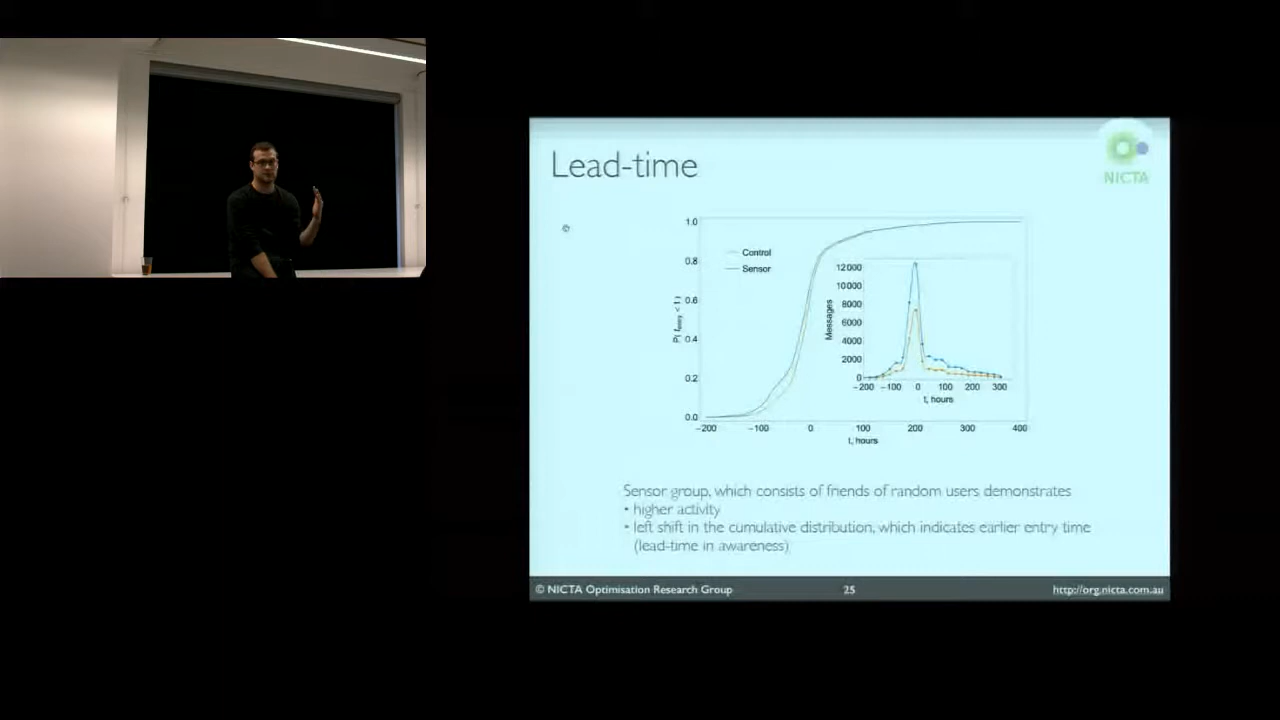 Lead-time
NICTA
1.0
0.8
0.6
0.4
0.2
0.0
−200
−100
0
100
200
300
400
t, hours
Control
Sensor
12000
10000
8000
6000
4000
2000
0
Messages
−200
−100
0
100
200
300
t, hours
Sensor group, which consists of friends of random users demonstrates
• higher activity
• left shift in the cumulative distribution, which indicates earlier entry time
(lead-time in awareness)
© NICTA Optimisation Research Group
25
http://org.nicta.com.au